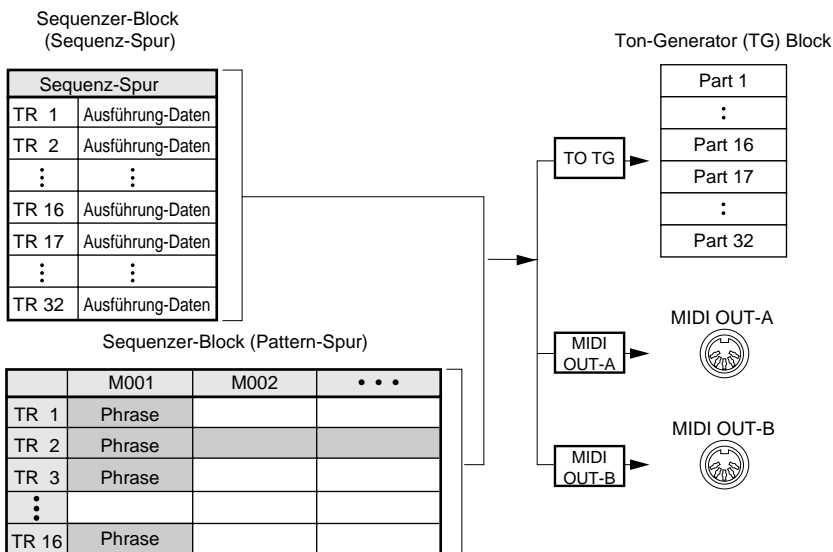 Sequenzer-Block
(Sequenz-Spur)
Sequenz-Spur
TR 1 Ausführung-Daten
TR 2 Ausführung-Daten
⋮ ⋮
TR 16 Ausführung-Daten
TR 17 Ausführung-Daten
⋮ ⋮
TR 32 Ausführung-Daten
Sequenzer-Block (Pattern-Spur)
M001 M002 • • •
TR 1 Phrase
TR 2 Phrase
TR 3 Phrase
⋮
TR 16 Phrase
TO TG
MIDI
OUT-A
MIDI
OUT-B
Ton-Generator (TG) Block
Part 1
⋮
Part 16
Part 17
⋮
Part 32
MIDI OUT-A
MIDI OUT-B